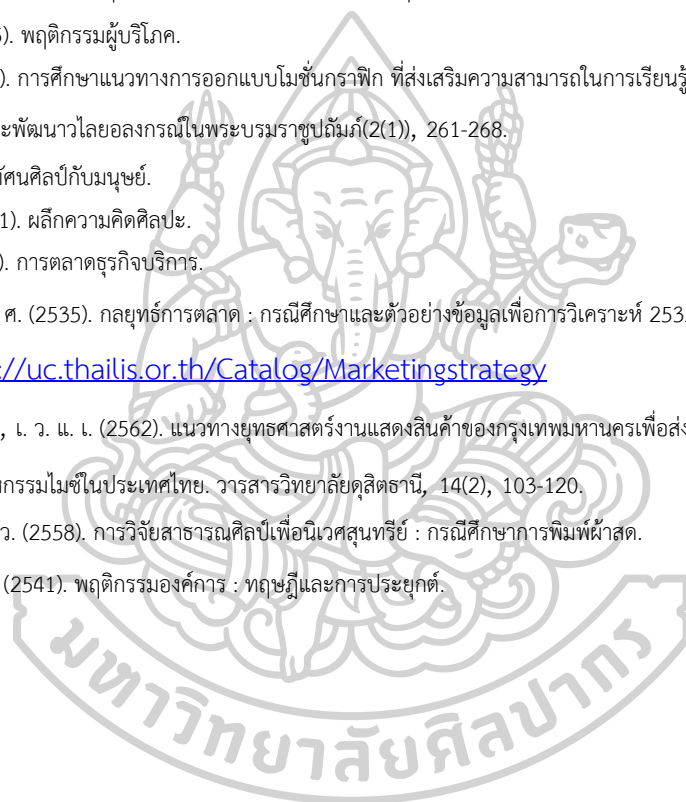 ). พฤติกรรมผู้บริโภค.
). การศึกษาแนวทางการออกแบบโมชั่นกราฟิก ที่ส่งเสริมความสามารถในการเรียนรู้
ะพัฒนาวไลยอลงกรณ์ในพระบรมราชูปถัมภ์(2(1)), 261-268.
ทัศนศิลป์กับมนุษย์.
1). ผลึกความคิดศิลปะ.
). การตลาดธุรกิจบริการ.
ศ. (2535). กลยุทธ์การตลาด : กรณีศึกษาและตัวอย่างข้อมูลเพื่อการวิเคราะห์
://uc.thailis.or.th/Catalog/Marketingstrategy
, เ. ว. แ. เ. (2562). แนวทางยุทธศาสตร์งานแสดงสินค้าของกรุงเทพมหานครเพื่อส่ง
กรรมไมซ์ในประเทศไทย. วารสารวิทยาลัยดุสิตธานี, 14(2), 103-120.
ว. (2558). การวิจัยสาธารณศิลป์เพื่อนิเวศสุนทรีย์ : กรณีศึกษาการพิมพ์ผ้าสด.
(2541). พฤติกรรมองค์การ : ทฤษฎีและการประยุกต์.
มหาวิทยาลัยศิลปากร